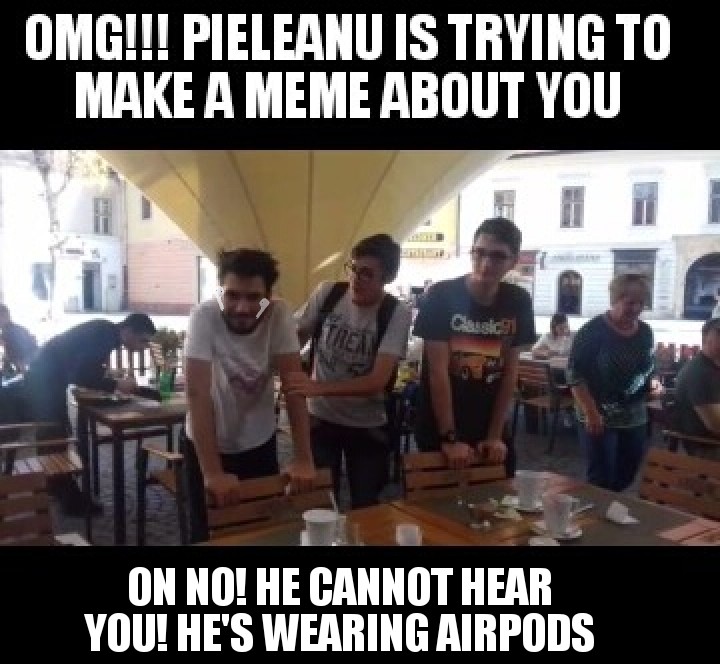 OMG!!! PIELEANU IS TRYING TO
MAKE A MEME ABOUT YOU
Classic91
ON NO! HE CANNOT HEAR
YOU! HE'S WEARING AIRPODS